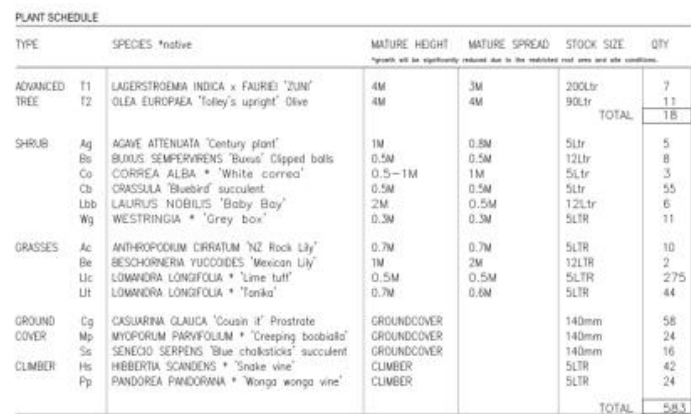 PLANT SCHEDULE
TYPE SPECIES *native MATURE HEIGHT MATURE SPREAD STOCK SIZE QTY
*growth will be significantly reduced due to the restricted root area and site conditions.
ADVANCED T1 LAGERSTROEMIA INDICA x FAURIEI 'ZUNI' 4M 3M 200Ltr 7
TREE T2 OLEA EUROPAEA 'Tolley's upright' Olive 4M 4M 90Ltr 11
TOTAL 18
SHRUB Ag AGAVE ATTENUATA 'Century plant' 1M 0.8M 5Ltr 5
Bs BUXUS SEMPERVIRENS 'Buxus' Clipped balls 0.5M 0.5M 12Ltr 8
Co CORREA ALBA * 'White correa' 0.5-1M 1M 5Ltr 3
Cb CRASSULA 'Bluebird' succulent 0.5M 0.5M 5Ltr 55
Lbb LAURUS NOBILIS 'Baby Bay' 2M 0.5M 12Ltr 6
Wg WESTRINGIA * 'Grey box' 0.3M 0.3M 5LTR 11
GRASSES Ac ANTHROPODIUM CIRRATUM 'NZ Rock Lily' 0.7M 0.7M 5LTR 10
Be BESCHORNERIA YUCCOIDES 'Mexican Lily' 1M 2M 12LTR 2
Llc LOMANDRA LONGIFOLIA * 'Lime tuff' 0.5M 0.5M 5LTR 275
Llt LOMANDRA LONGIFOLIA * 'Tanika' 0.7M 0.6M 5LTR 44
GROUND Cg CASUARINA GLAUCA 'Cousin it' Prostrate GROUNDCOVER 140mm 58
COVER Mp MYOPORUM PARVIFOLIUM * 'Creeping boobialla' GROUNDCOVER 140mm 24
Ss SENECIO SERPENS 'Blue chalksticks' succulent GROUNDCOVER 140mm 16
CLIMBER Hs HIBBERTIA SCANDENS * 'Snake vine' CLIMBER 5LTR 42
Pp PANDOREA PANDORANA * 'Wonga wonga vine' CLIMBER 5LTR 24
TOTAL 583